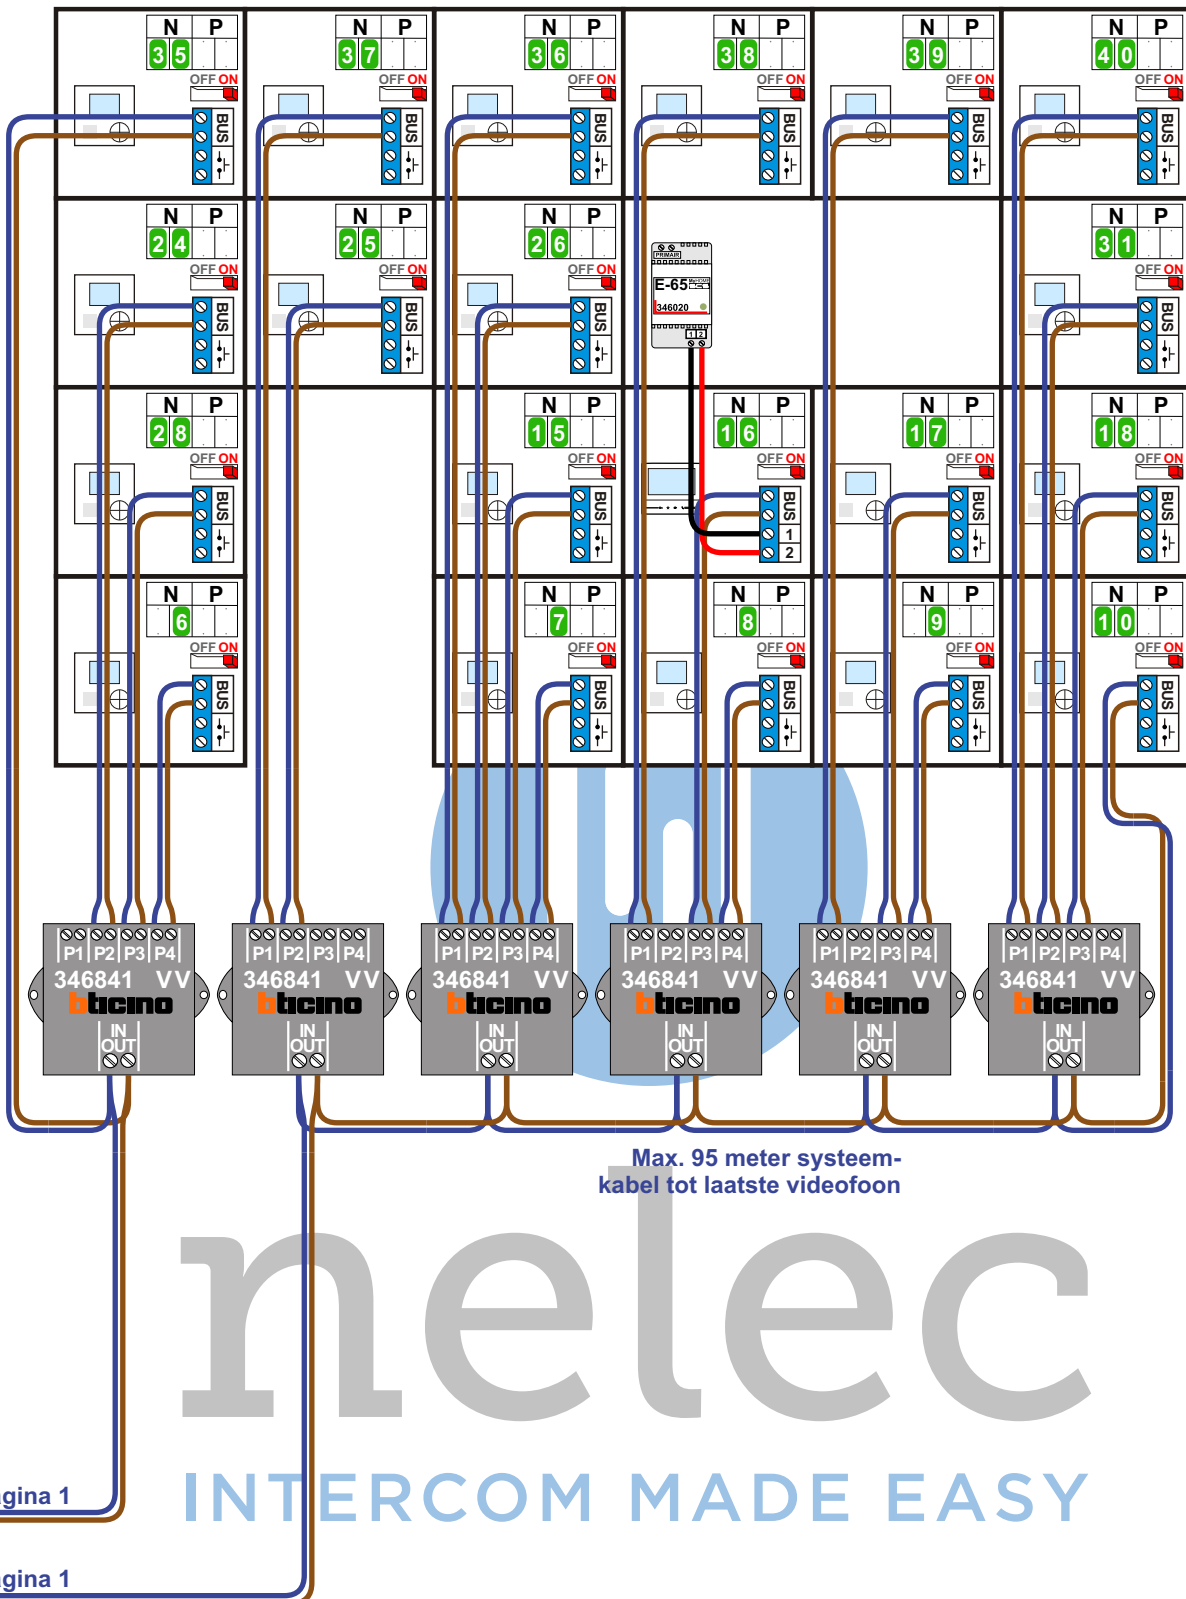 N P N P N P N P N P N P
35 37 36 38 39 40
OFF ON OFF ON OFF ON OFF ON OFF ON OFF ON
BUS BUS BUS BUS BUS BUS
N P N P N P N P
24 25 26 31
OFF ON OFF ON OFF ON OFF ON
BUS BUS BUS BUS
PRIMAIR
E-65
346020
1 2
N P N P N P N P N P
28 15 16 17 18
OFF ON OFF ON OFF ON OFF ON OFF ON
BUS BUS BUS BUS BUS
1
2
N P N P N P N P N P
6 7 8 9 10
OFF ON OFF ON OFF ON OFF ON OFF ON
BUS BUS BUS BUS BUS
P1 P2 P3 P4 P1 P2 P3 P4 P1 P2 P3 P4 P1 P2 P3 P4 P1 P2 P3 P4 P1 P2 P3 P4
346841 VV 346841 VV 346841 VV 346841 VV 346841 VV 346841 VV
bticino bticino bticino bticino bticino bticino
IN IN IN IN IN IN
OUT OUT OUT OUT OUT OUT
Max. 95 meter systeem-
kabel tot laatste videofoon
nelec
INTERCOM MADE EASY
agina 1
agina 1